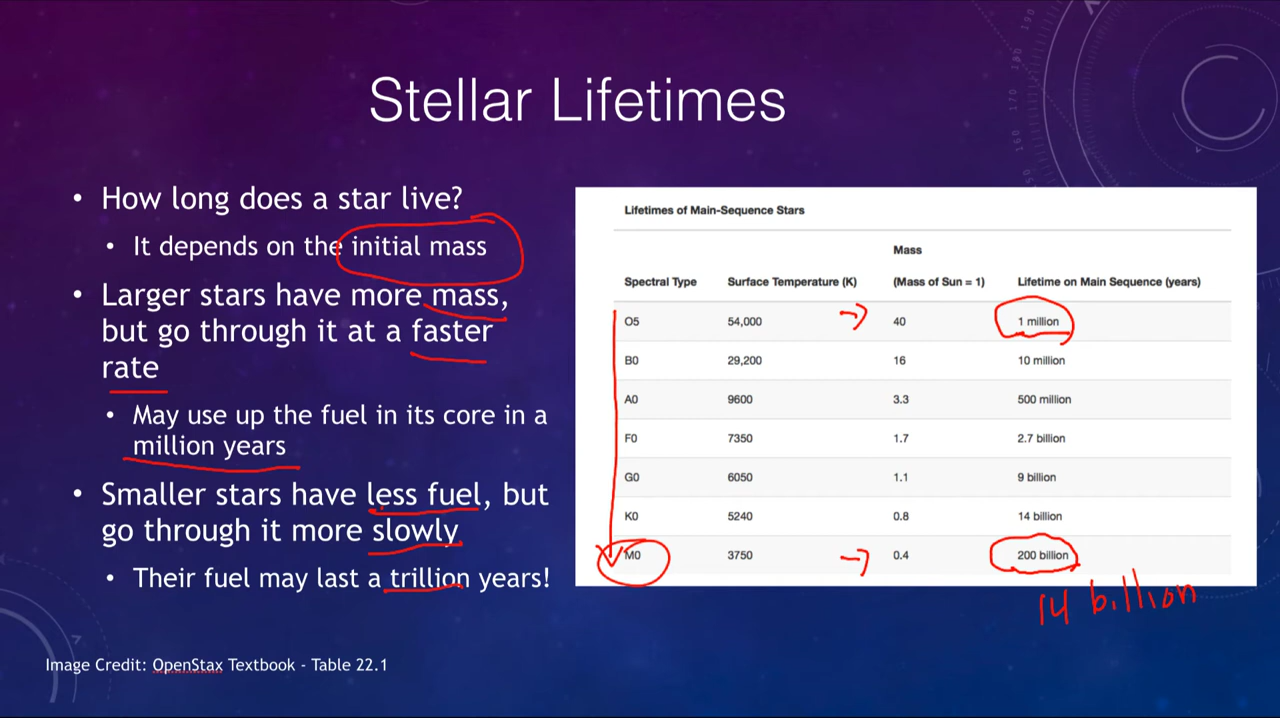 Stellar Lifetimes
• How long does a star live?
• It depends on the initial mass
• Larger stars have more mass,
but go through it at a faster
rate
• May use up the fuel in its core in a
million years
• Smaller stars have less fuel, but
go through it more slowly
• Their fuel may last a trillion years!
Lifetimes of Main-Sequence Stars
Mass
Spectral Type Surface Temperature (K) (Mass of Sun = 1) Lifetime on Main Sequence (years)
O5 54,000 40 1 million
B0 29,200 16 10 million
A0 9600 3.3 500 million
F0 7350 1.7 2.7 billion
G0 6050 1.1 9 billion
K0 5240 0.8 14 billion
M0 3750 0.4 200 billion
14 billion
Image Credit: OpenStax Textbook - Table 22.1